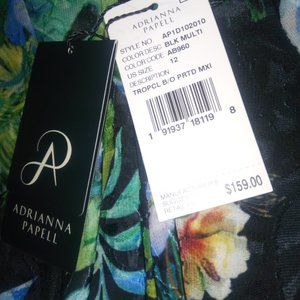 ADRIANNA
PAPELL
ADRIANNA
PAPELL
STYLE NO AP1D102010
COLOR DESC BLK MULTI
COLOR CODE AB960
US SIZE 12
DESCRIPTION
TROPCL B/O PRTD MXI
1 91937 18119 8
$159.00